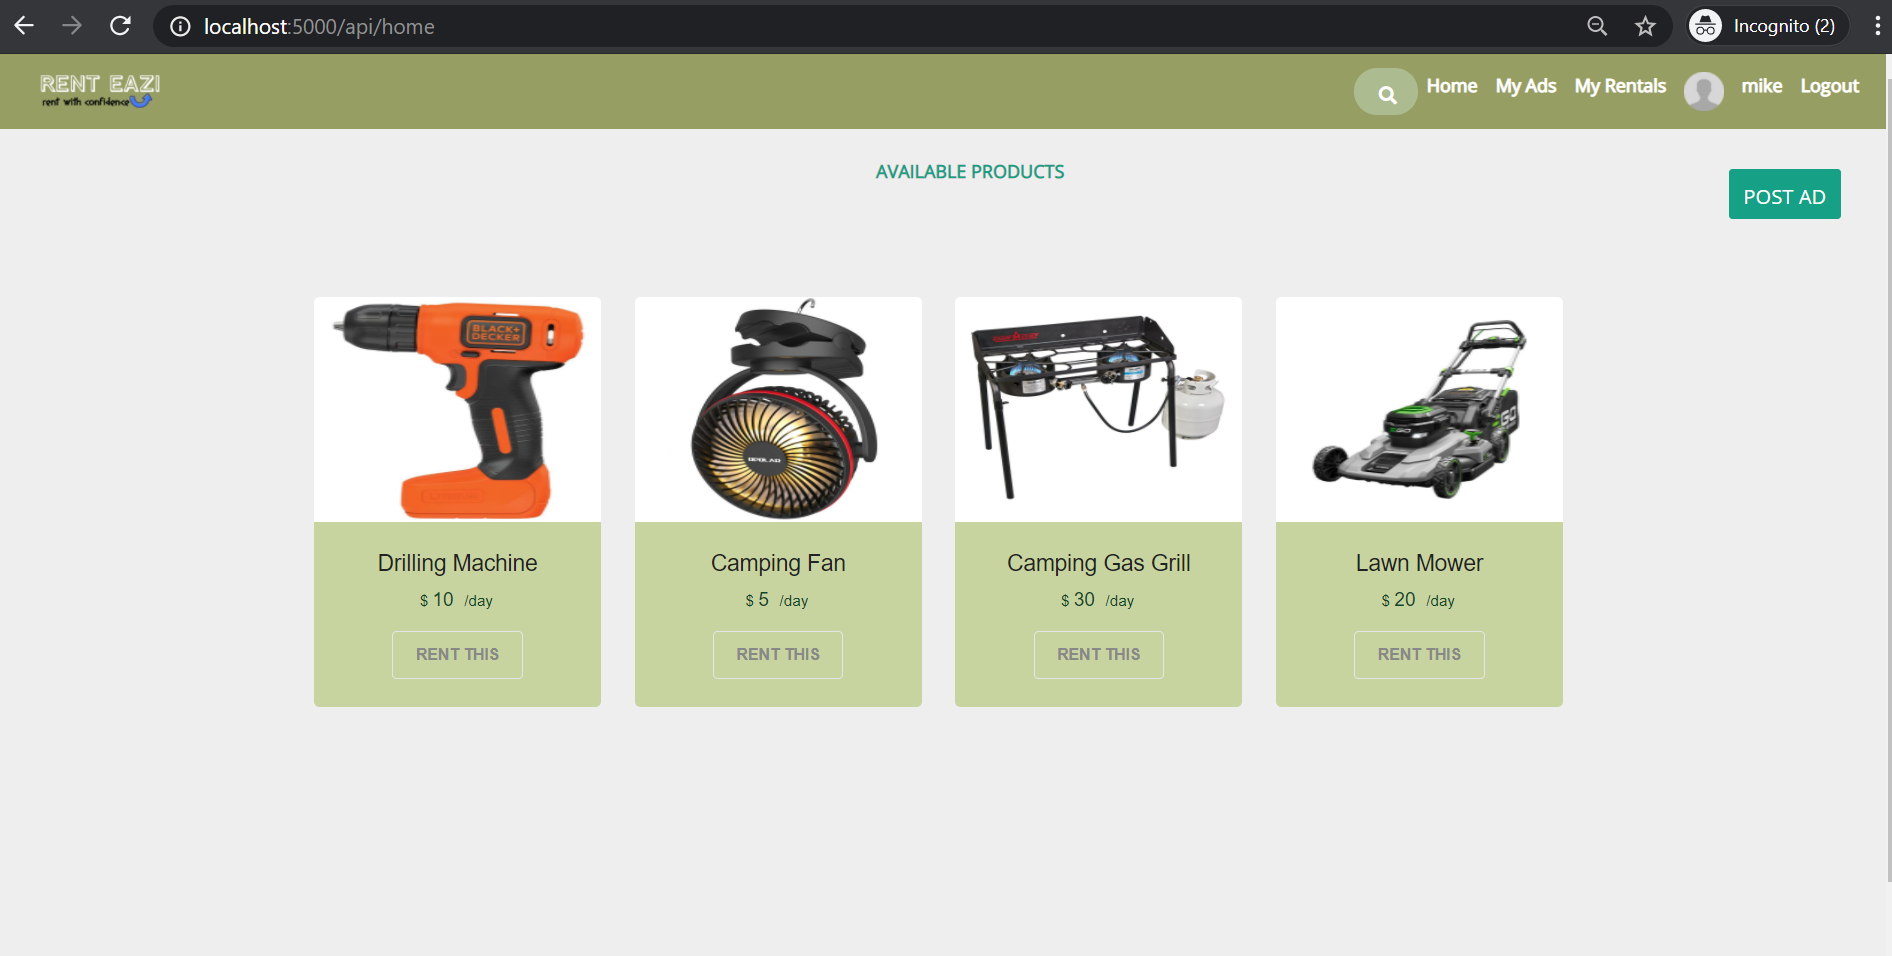 localhost:5000/api/home
Incognito (2)
RENT EAZI
rent with confidence
Home My Ads My Rentals mike Logout
AVAILABLE PRODUCTS
POST AD
BLACK+
DECKER
OPOLAR
EGO
Drilling Machine
$ 10 /day
RENT THIS
Camping Fan
$ 5 /day
RENT THIS
Camping Gas Grill
$ 30 /day
RENT THIS
Lawn Mower
$ 20 /day
RENT THIS